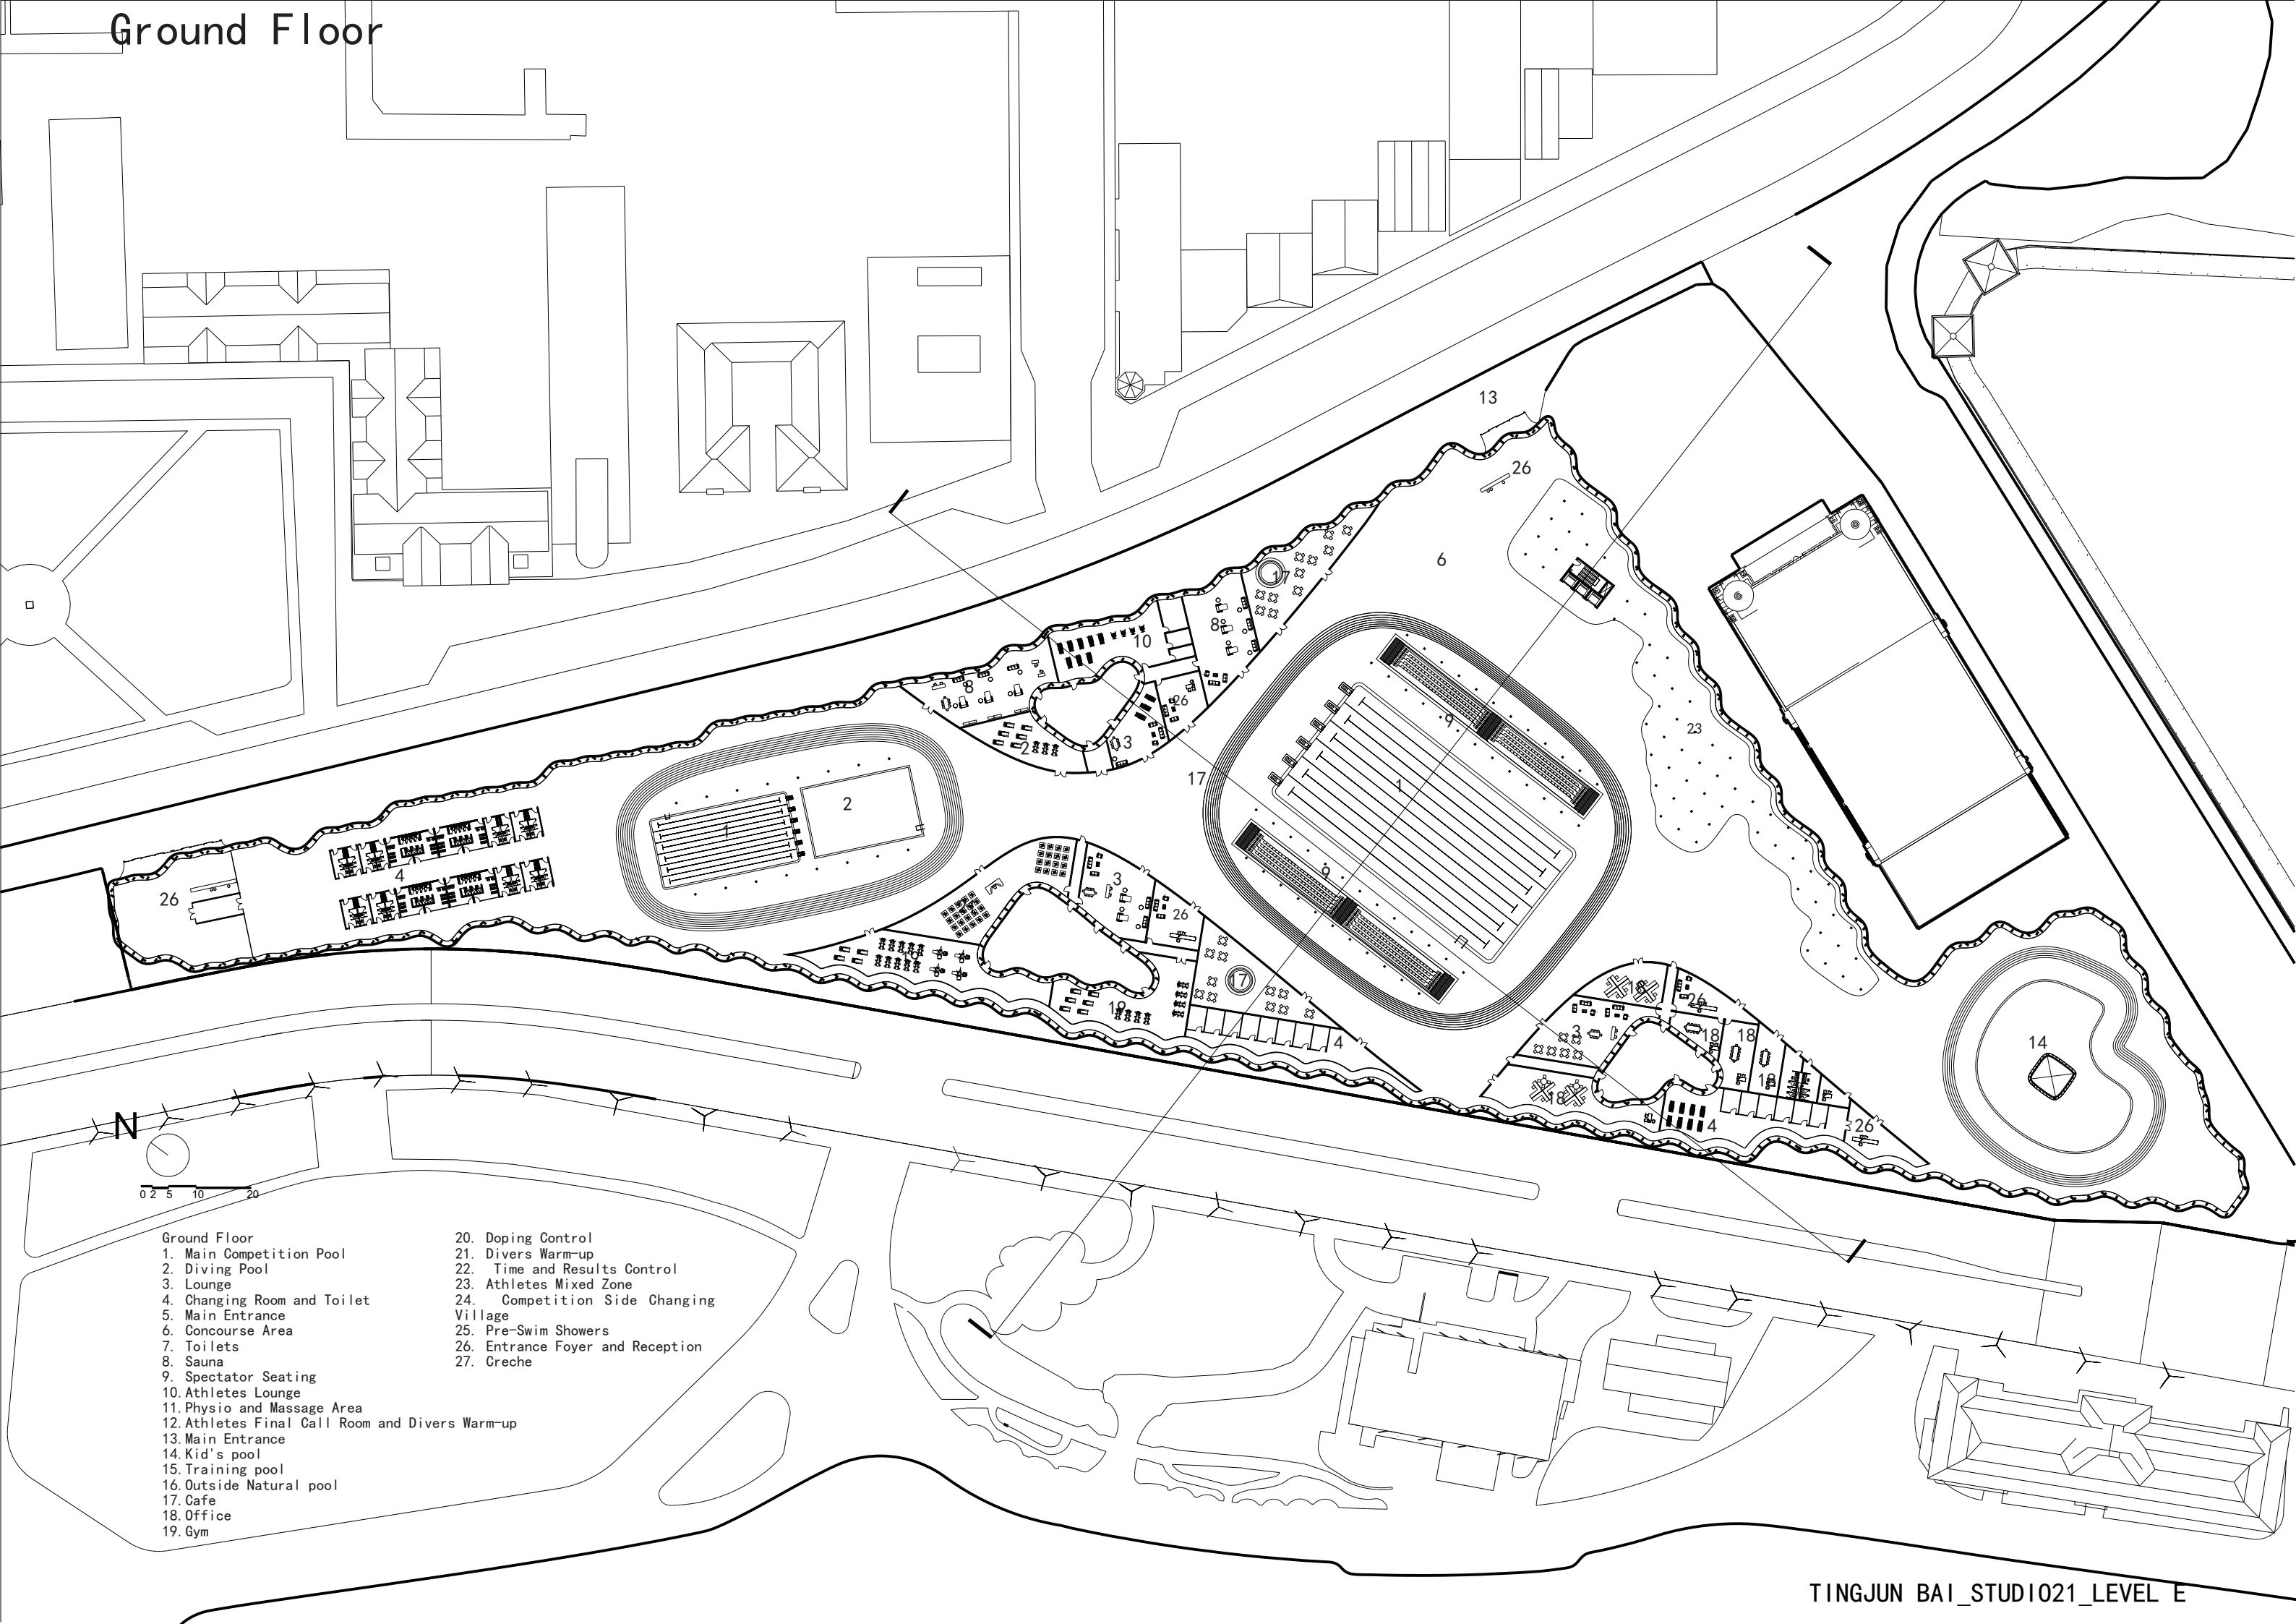 Ground Floor
13
26
6
17
8
10
8
26
9
23
2
13
17
1
2
1
4
26
3
26
9
17
19
4
3
26
18
18
14
18
4
26
N
0 2 5 10 20
Ground Floor
1. Main Competition Pool
2. Diving Pool
3. Lounge
4. Changing Room and Toilet
5. Main Entrance
6. Concourse Area
7. Toilets
8. Sauna
9. Spectator Seating
10. Athletes Lounge
11. Physio and Massage Area
12. Athletes Final Call Room and Divers Warm-up
13. Main Entrance
14. Kid's pool
15. Training pool
16. Outside Natural pool
17. Cafe
18. Office
19. Gym
20. Doping Control
21. Divers Warm-up
22. Time and Results Control
23. Athletes Mixed Zone
24. Competition Side Changing
Village
25. Pre-Swim Showers
26. Entrance Foyer and Reception
27. Creche
TINGJUN BAI_STUDIO21_LEVEL E